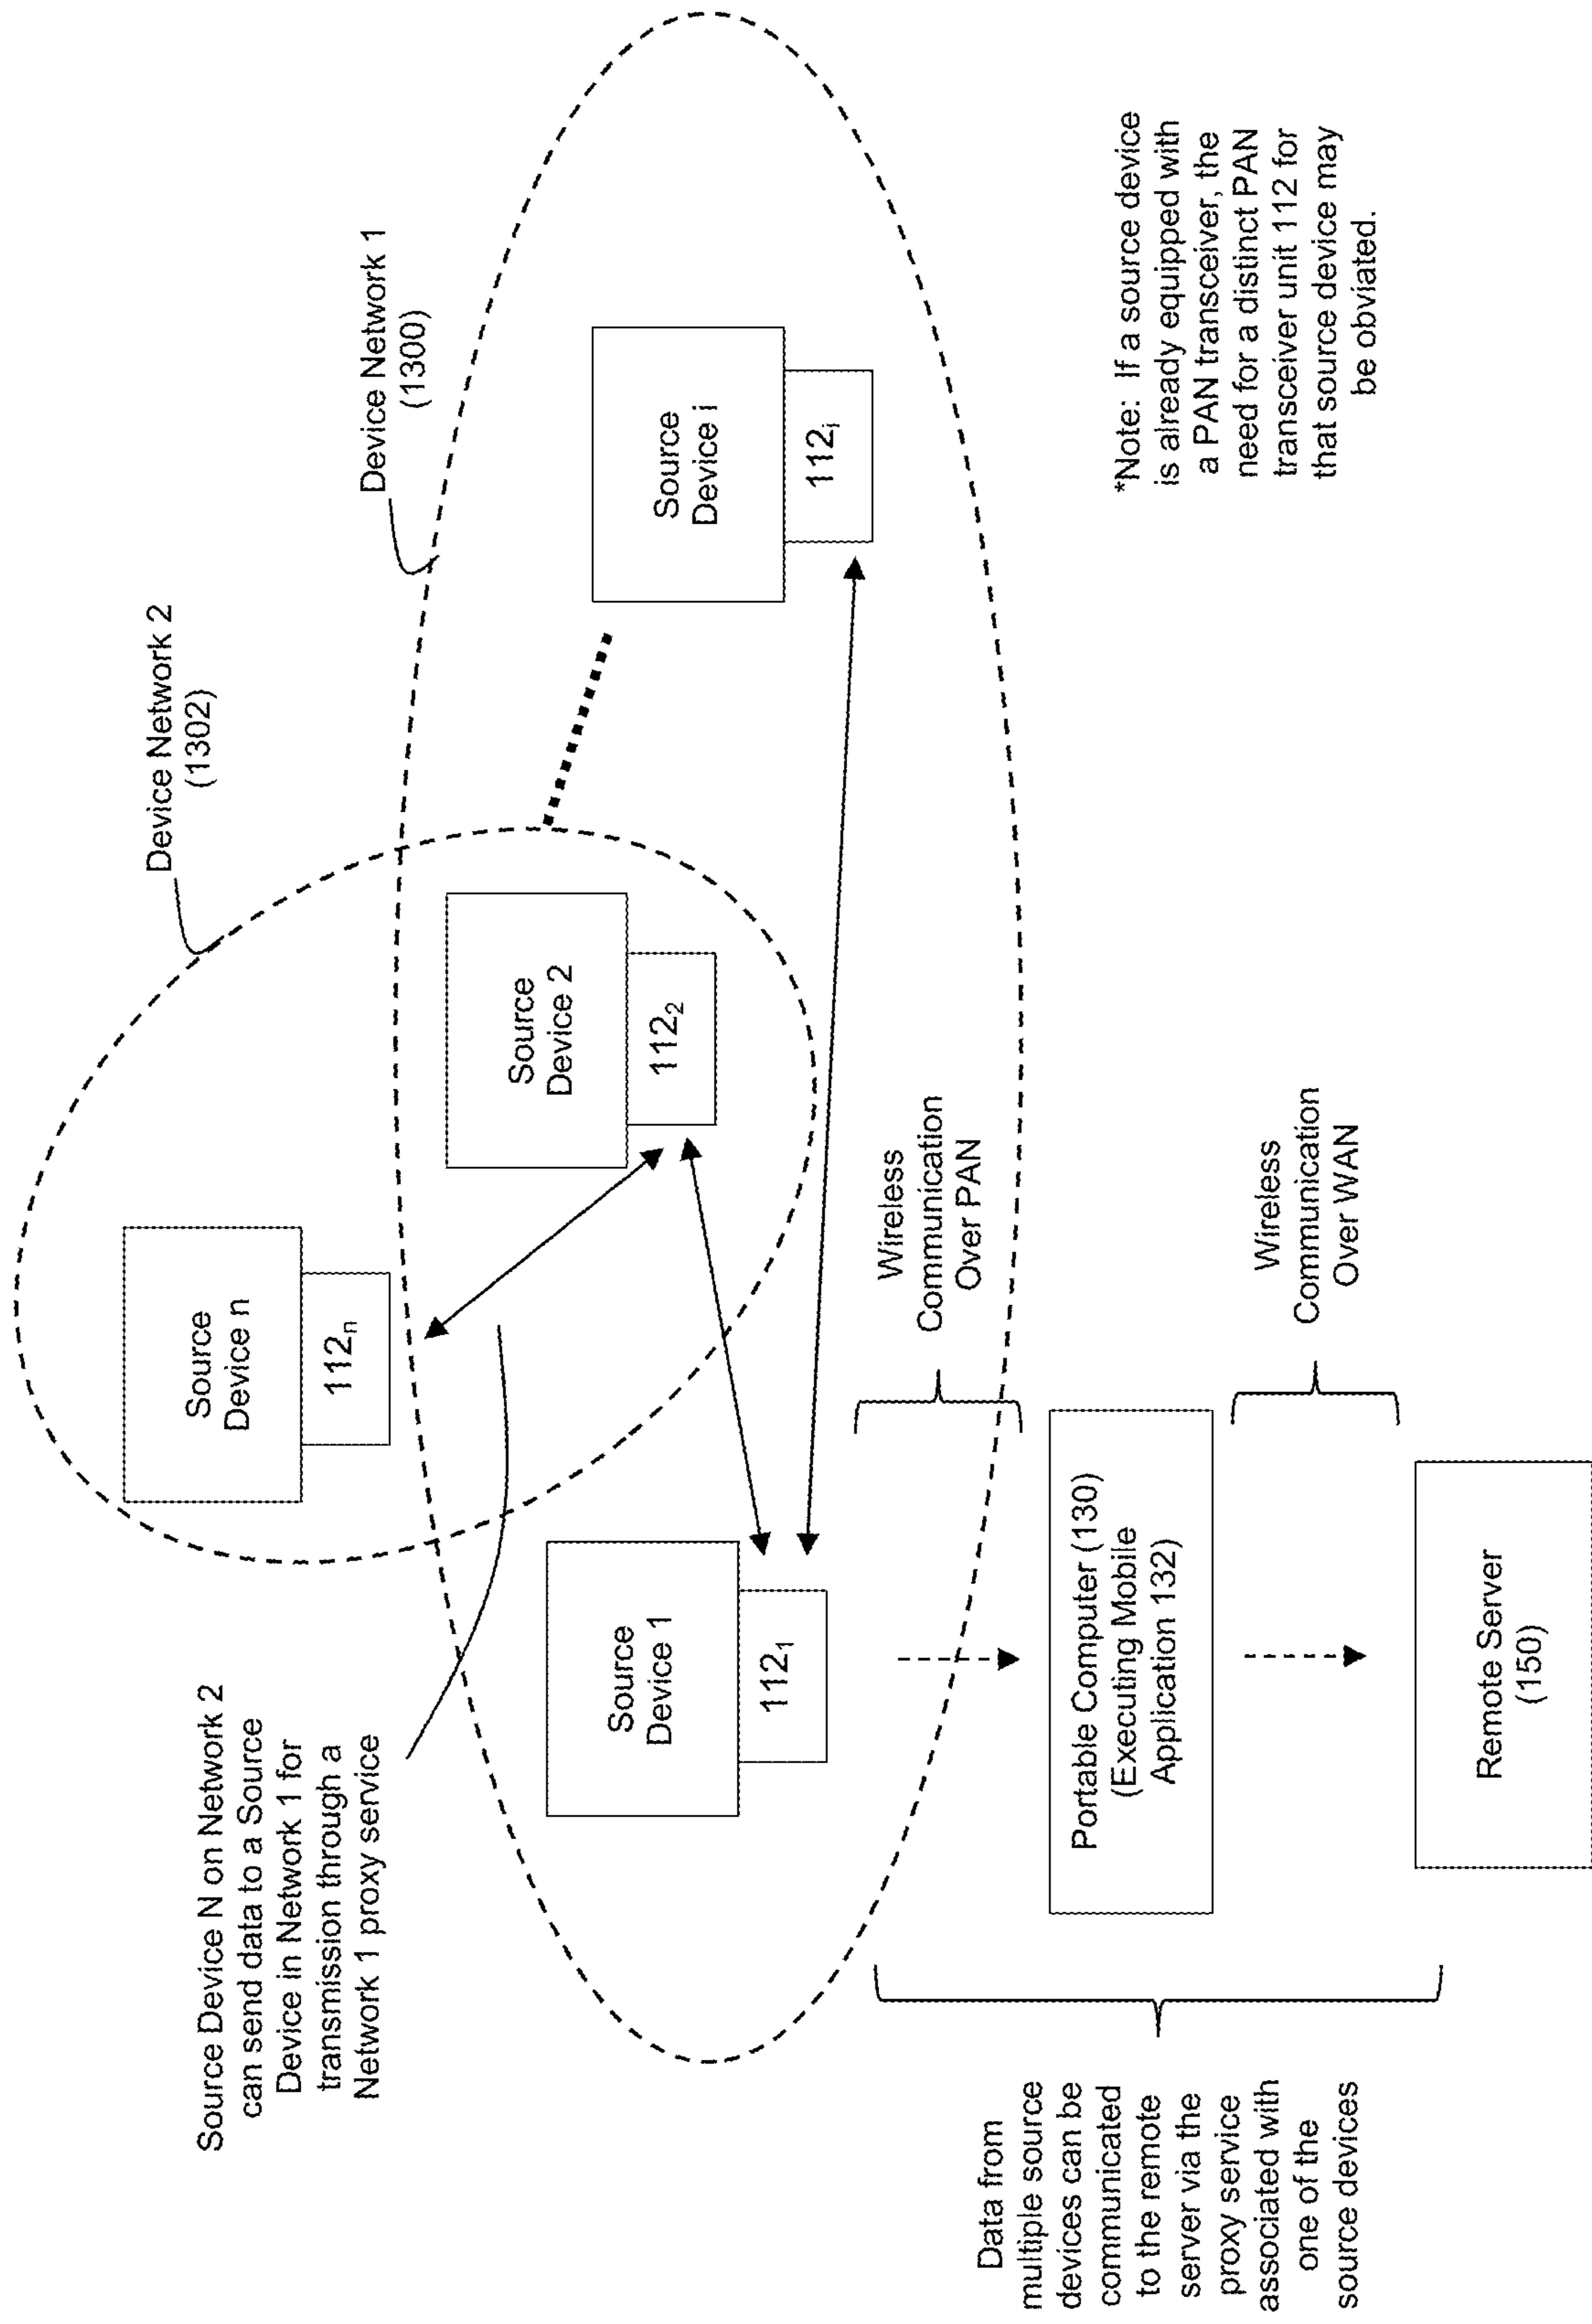 Device Network 2
(1302)
Device Network 1
(1300)
Source Device N on Network 2
can send data to a Source
Device in Network 1 for
transmission through a
Network 1 proxy service
Source
Device n
112n
Source
Device 2
1122
Source
Device i
112i
Source
Device 1
1121
Wireless
Communication
Over PAN
*Note: If a source device
is already equipped with
a PAN transceiver, the
need for a distinct PAN
transceiver unit 112 for
that source device may
be obviated.
Data from
multiple source
devices can be
communicated
to the remote
server via the
proxy service
associated with
one of the
source devices
Portable Computer (130)
(Executing Mobile
Application 132)
Wireless
Communication
Over WAN
Remote Server
(150)